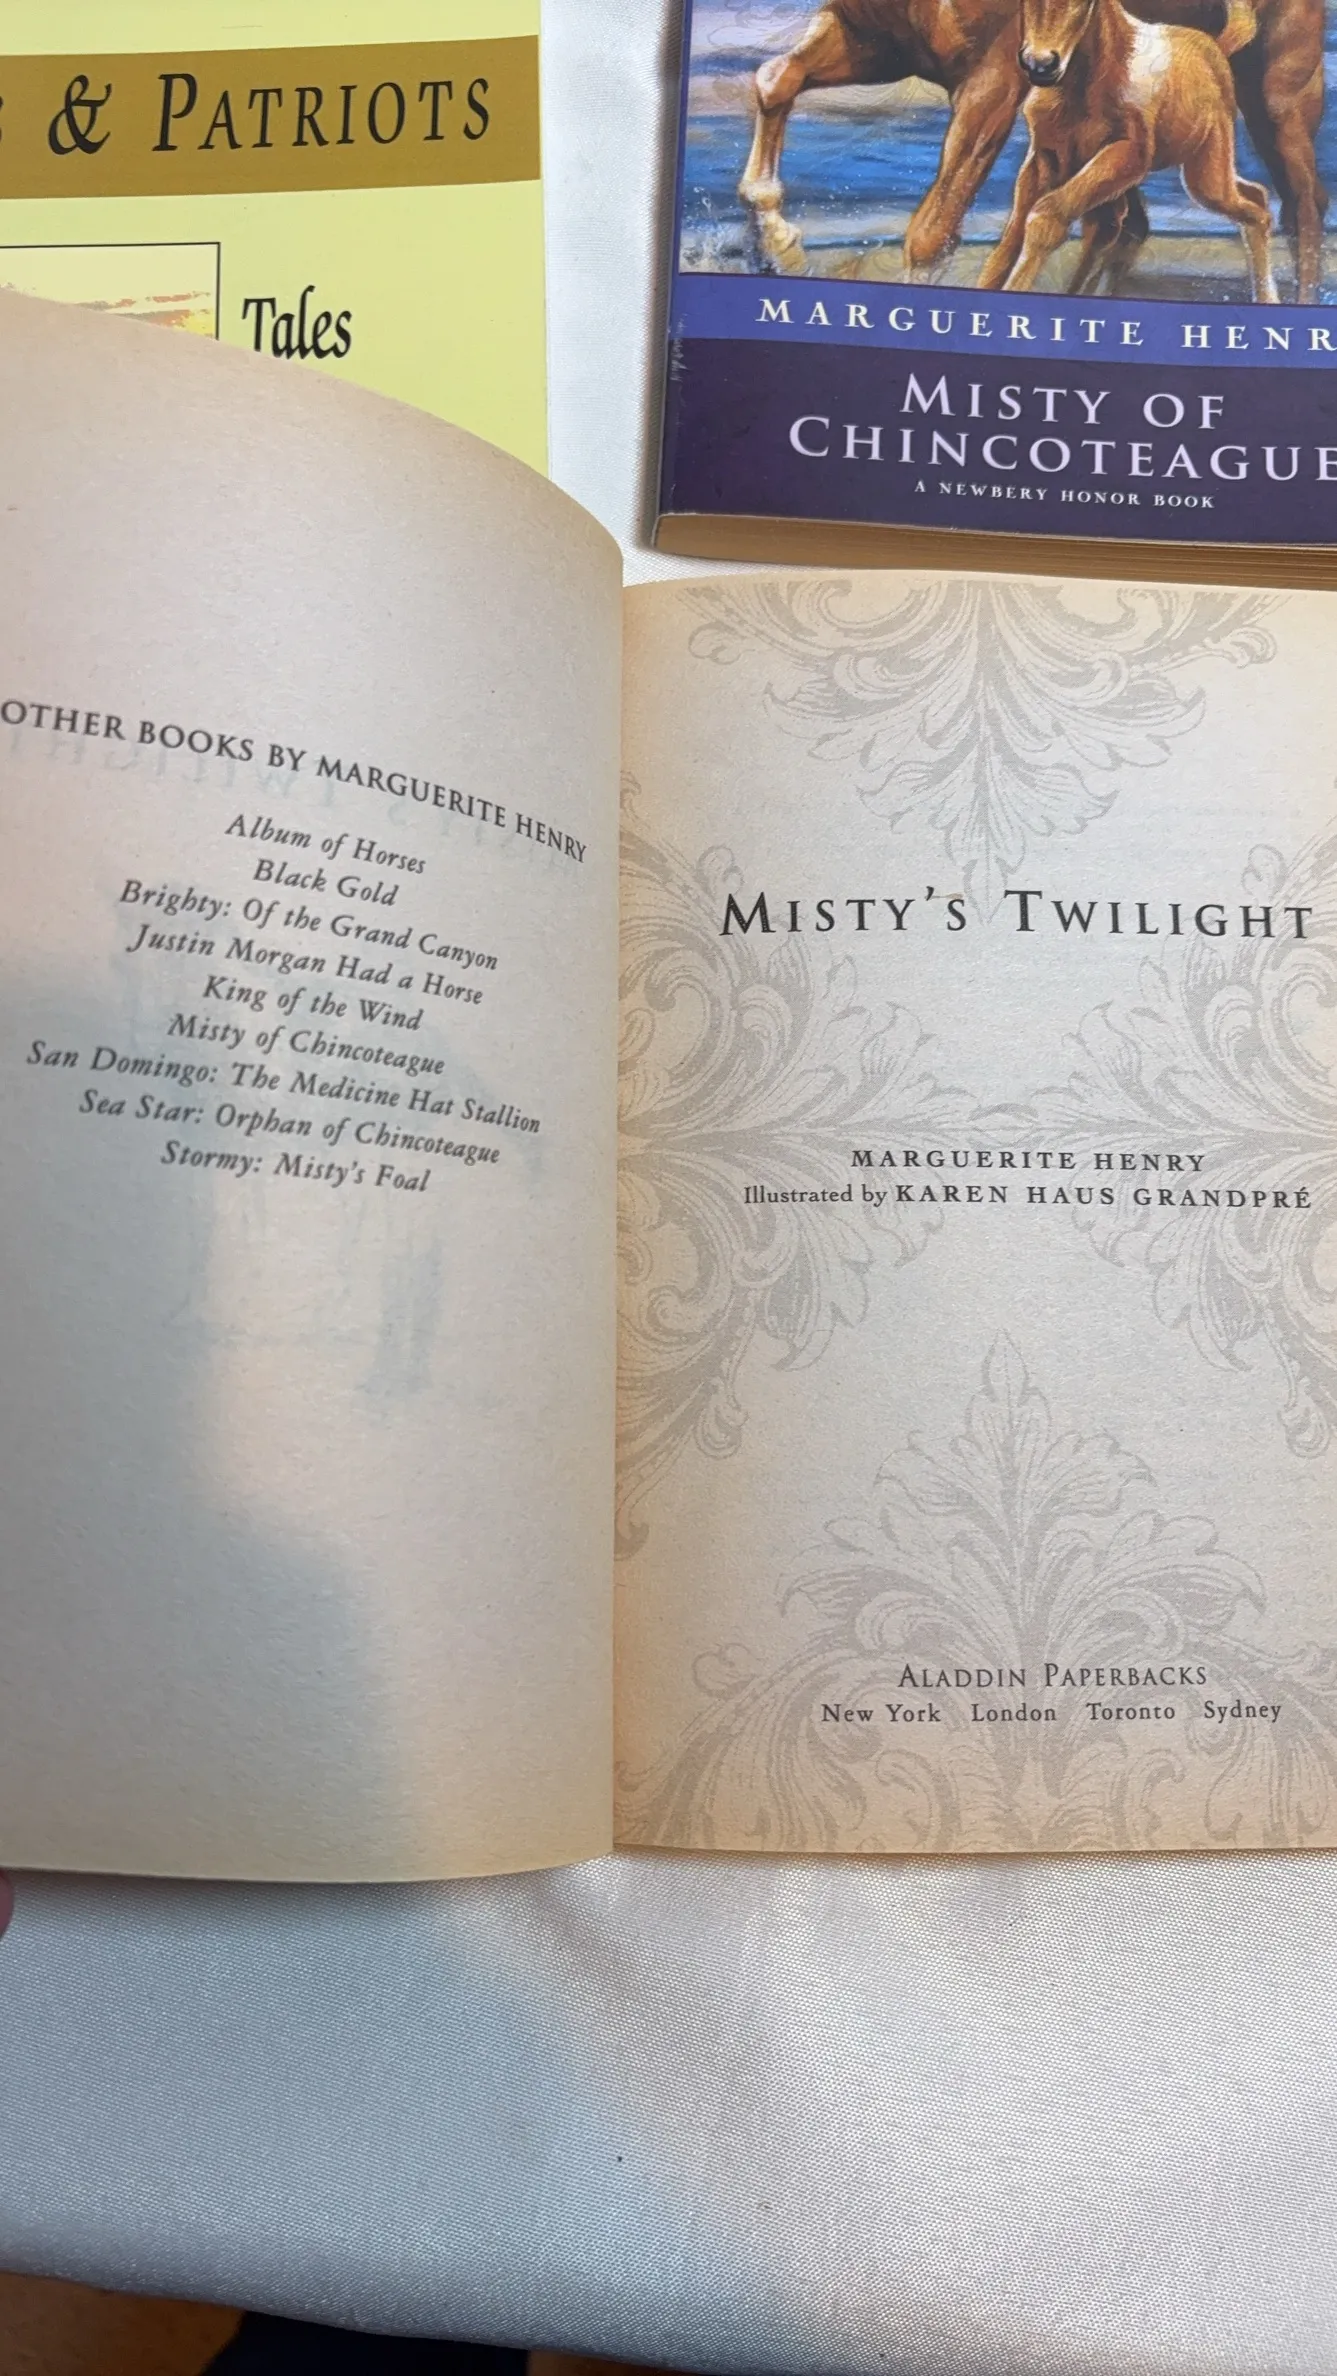 & PATRIOTS
Tales
MARGUERITE HENR
MISTY OF
CHINCOTEAGUE
A NEWBERY HONOR BOOK
OTHER BOOKS BY MARGUERITE HENRY
Album of Horses
Black Gold
Brighty: Of the Grand Canyon
Justin Morgan Had a Horse
King of the Wind
Misty of Chincoteague
San Domingo: The Medicine Hat Stallion
Sea Star: Orphan of Chincoteague
Stormy: Misty's Foal
MISTY'S TWILIGHT
MARGUERITE HENRY
Illustrated by KAREN HAUS GRANDPRÉ
ALADDIN PAPERBACKS
New York London Toronto Sydney